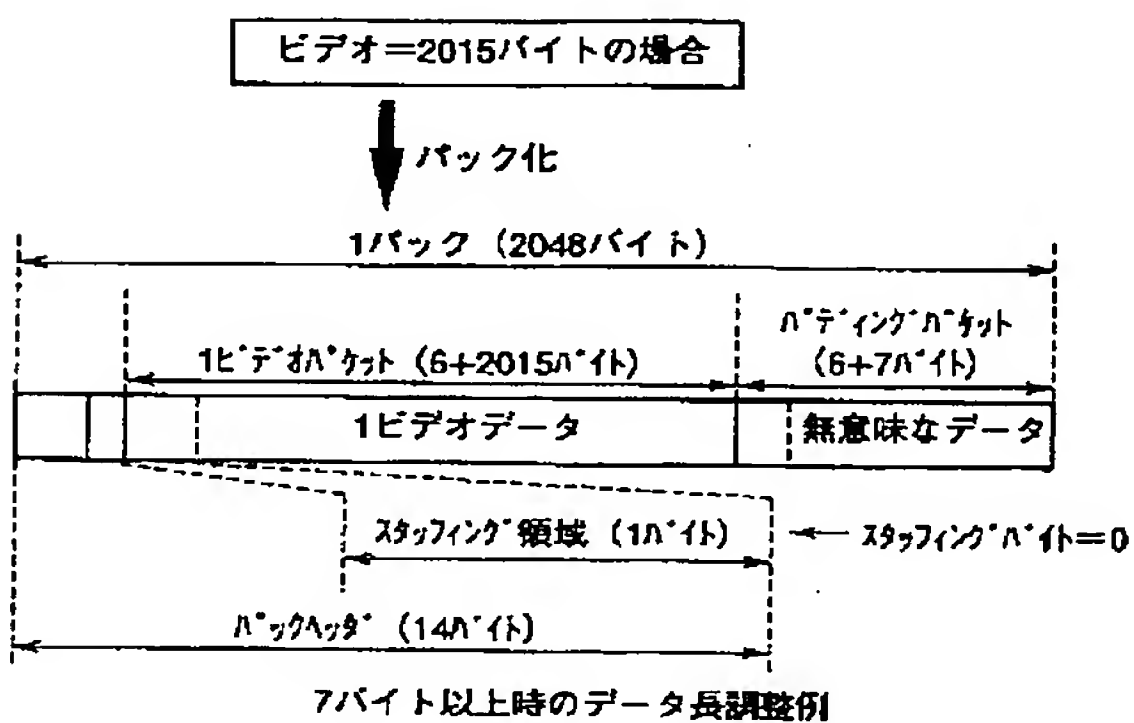 ビデオ＝2015バイトの場合
パック化
1パック（2048バイト）
パディングパケット
（6+7バイト）
1ビデオパケット（6+2015バイト）
1ビデオデータ
無意味なデータ
スタッフィング領域（1バイト）
スタッフィングバイト＝0
パックヘッダ（14バイト）
7バイト以上時のデータ長調整例